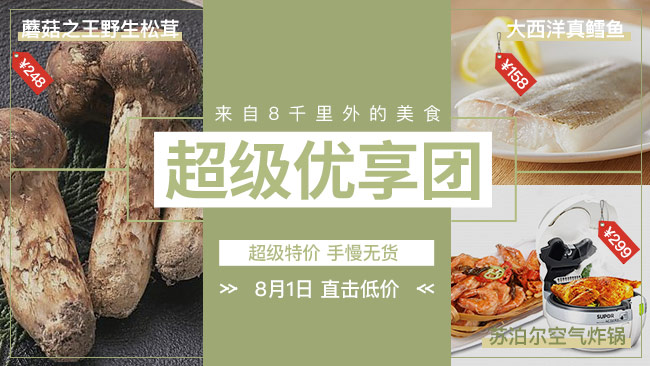 蘑菇之王野生松茸
¥248
大西洋真鳕鱼
¥158
来自8千里外的美食
超级优享团
超级特价 手慢无货
>> 8月1日 直击低价 <<
¥299
SUPOR
苏泊尔空气炸锅